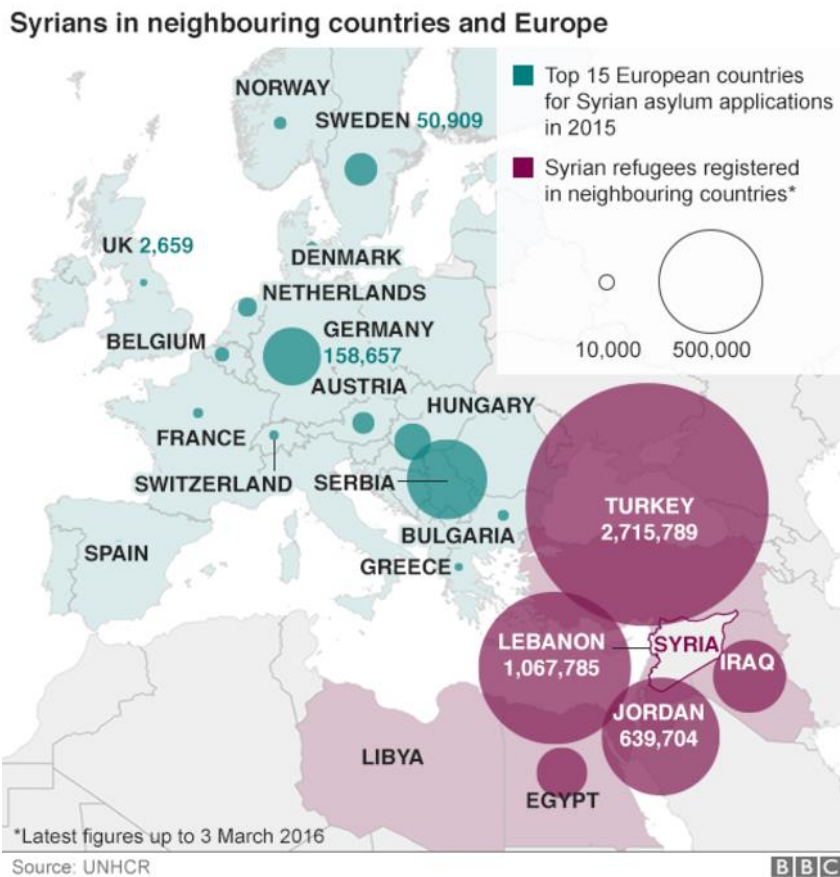 Syrians in neighbouring countries and Europe
Top 15 European countries
for Syrian asylum applications
in 2015
Syrian refugees registered
in neighbouring countries*
10,000
500,000
NORWAY
SWEDEN 50,909
UK 2,659
DENMARK
NETHERLANDS
BELGIUM
GERMANY
158,657
AUSTRIA
HUNGARY
FRANCE
SWITZERLAND
SERBIA
BULGARIA
SPAIN
GREECE
TURKEY
2,715,789
LEBANON
1,067,785
SYRIA
IRAQ
JORDAN
639,704
LIBYA
EGYPT
*Latest figures up to 3 March 2016
Source: UNHCR
BBC